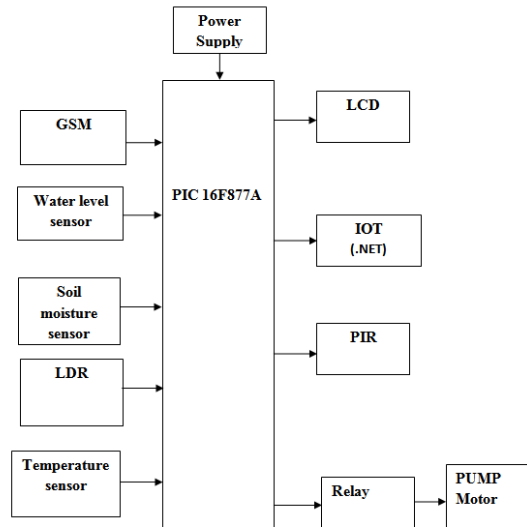 Power
Supply
GSM
Water level
sensor
Soil
moisture
sensor
LDR
Temperature
sensor
PIC 16F877A
LCD
IOT
(.NET)
PIR
Relay
PUMP
Motor